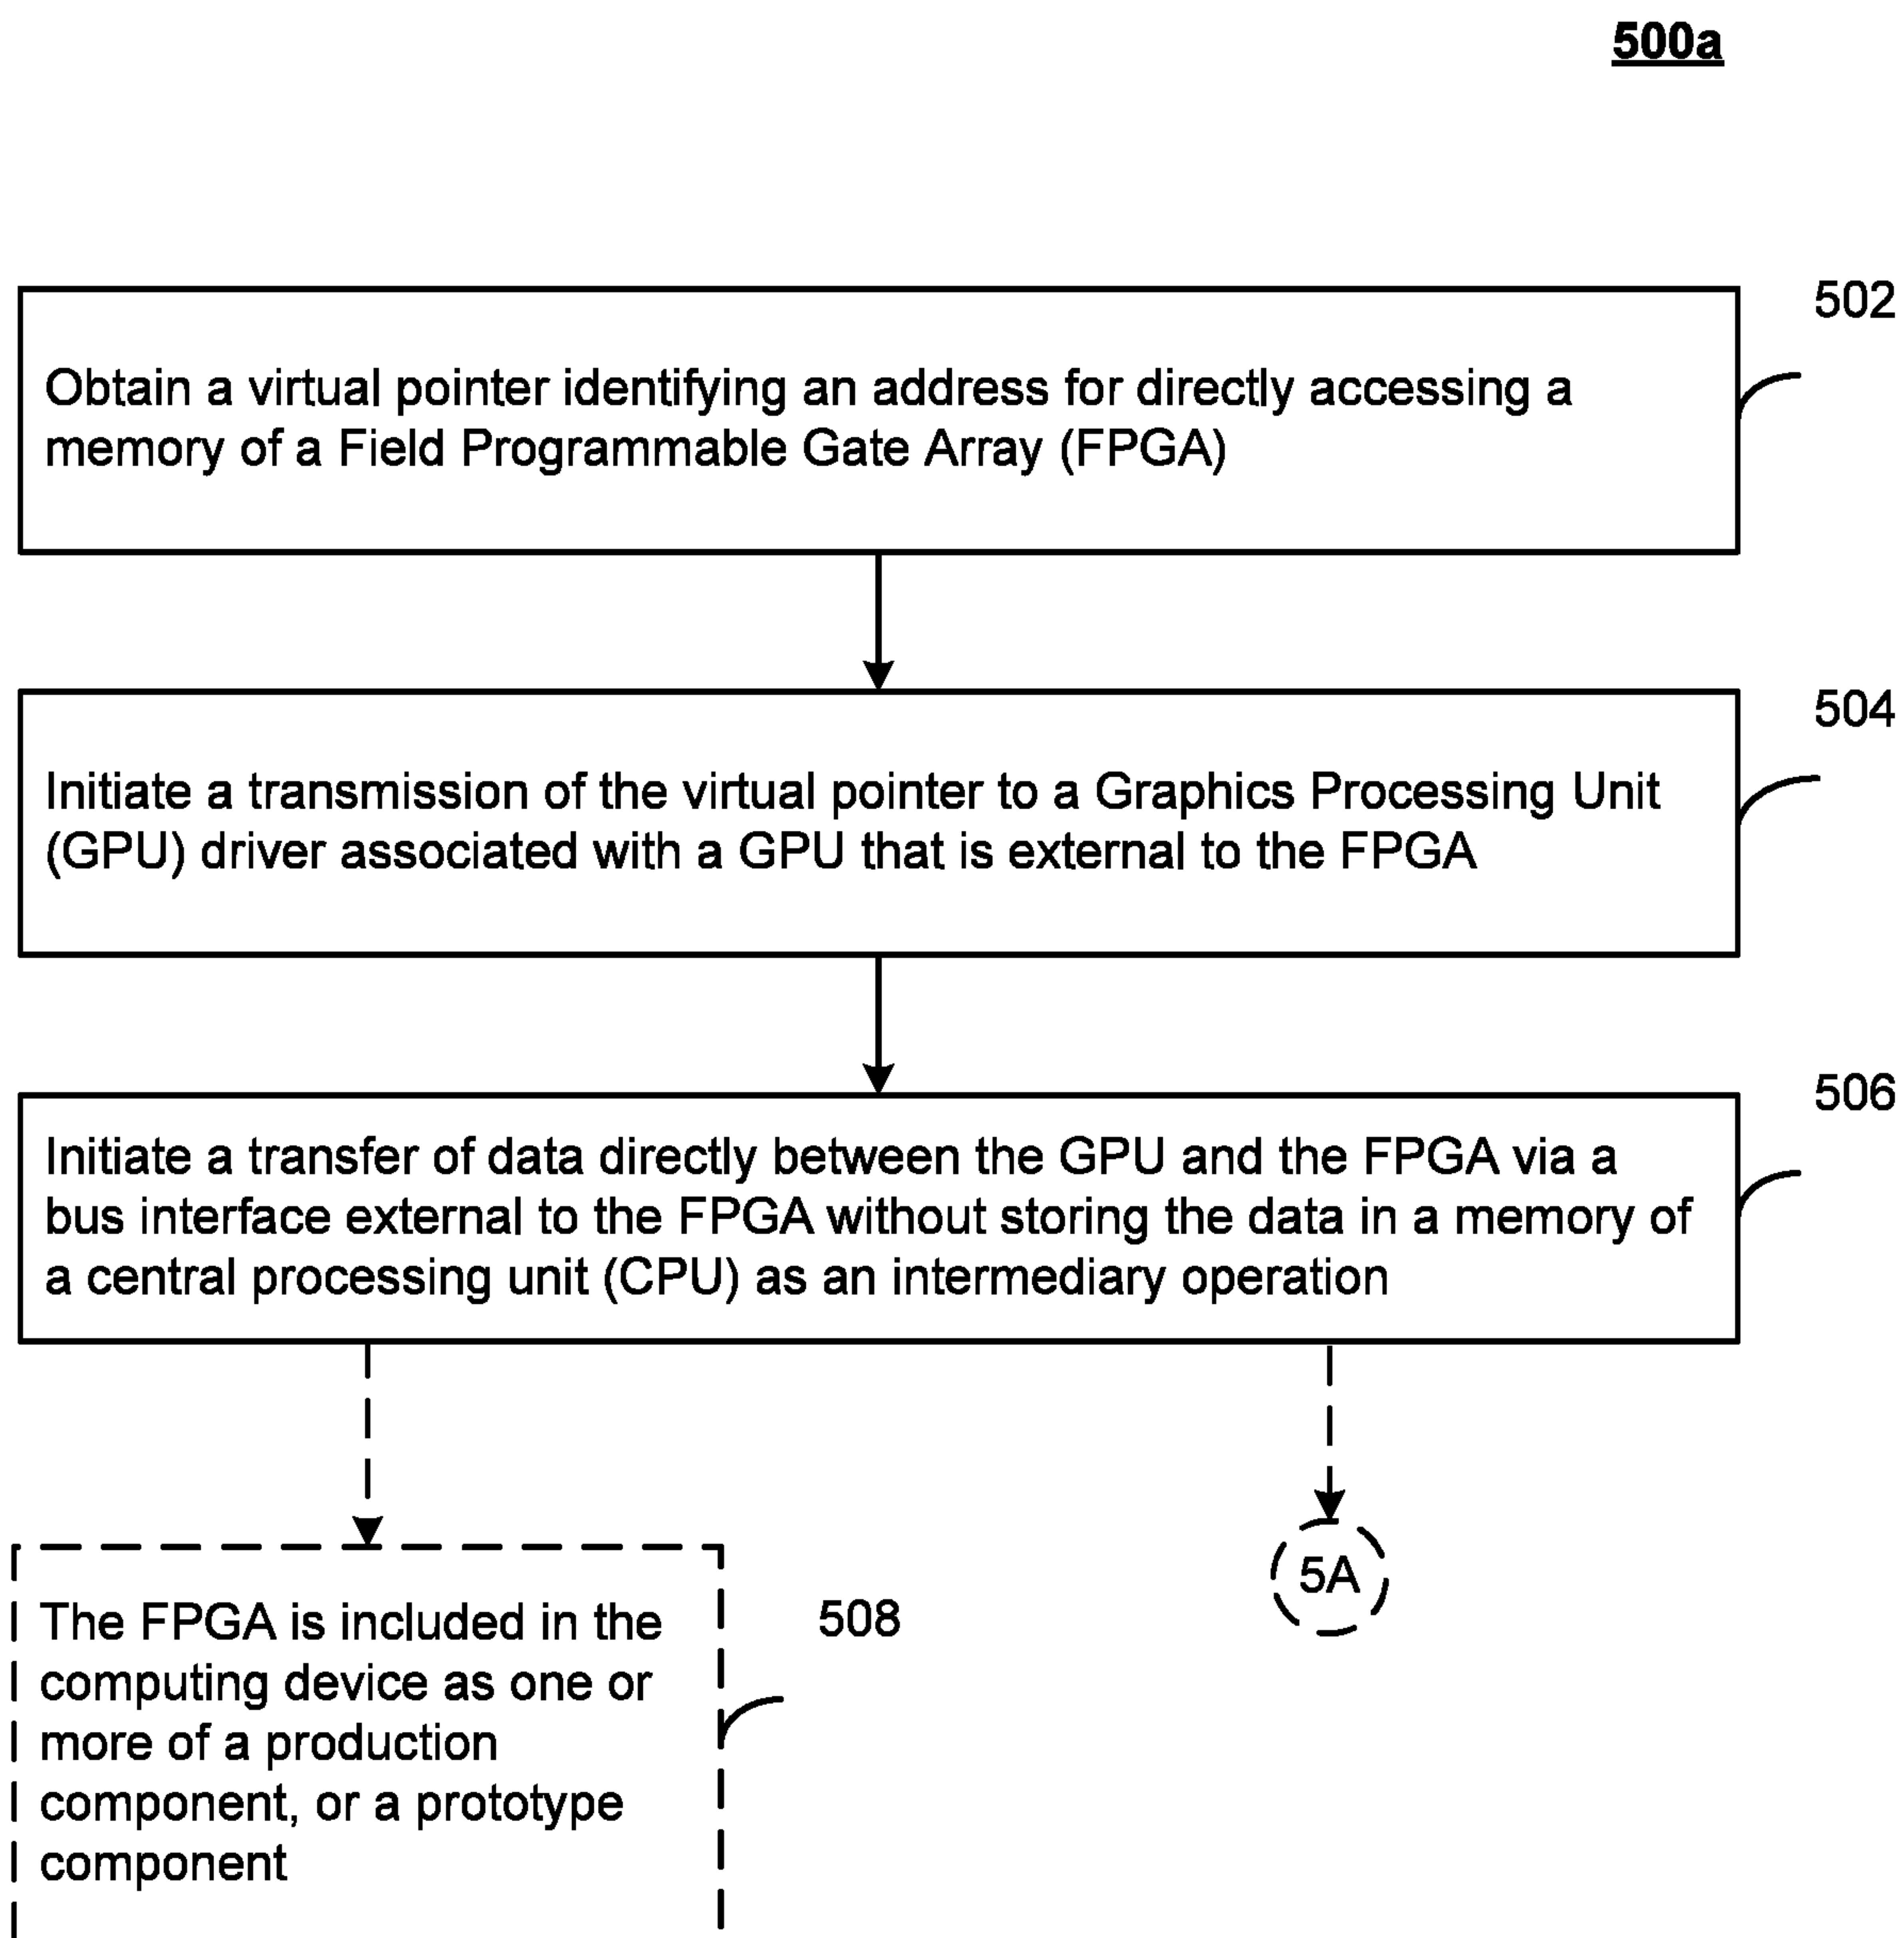 500a
502
Obtain a virtual pointer identifying an address for directly accessing a
memory of a Field Programmable Gate Array (FPGA)
504
Initiate a transmission of the virtual pointer to a Graphics Processing Unit
(GPU) driver associated with a GPU that is external to the FPGA
506
Initiate a transfer of data directly between the GPU and the FPGA via a
bus interface external to the FPGA without storing the data in a memory of
a central processing unit (CPU) as an intermediary operation
508
The FPGA is included in the
computing device as one or
more of a production
component, or a prototype
component
5A